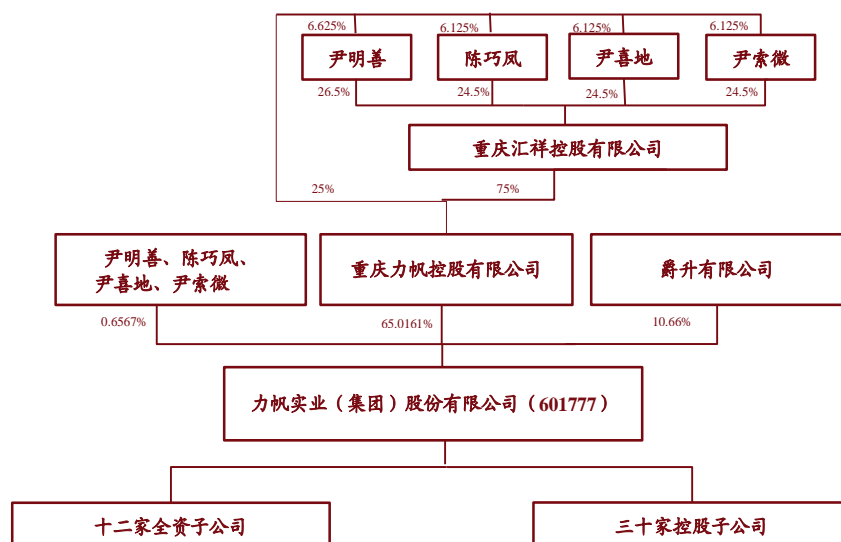 6.625% 6.125% 6.125% 6.125%
尹明善 陈巧凤 尹喜地 尹索微
26.5% 24.5% 24.5% 24.5%
重庆汇祥控股有限公司
25% 75%
尹明善、陈巧凤、
尹喜地、尹索微
重庆力帆控股有限公司
爵升有限公司
0.6567% 65.0161% 10.66%
力帆实业（集团）股份有限公司（601777）
十二家全资子公司 三十家控股子公司